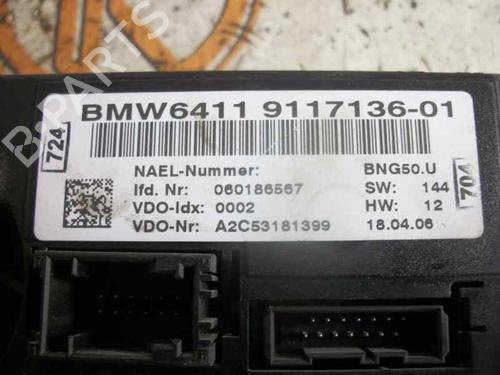 BMW6411 9117136-01
724
NAEL-Nummer: BNG50.U
lfd. Nr: 060186567 SW: 144
704
VDO-Idx: 0002 HW: 12
VDO-Nr: A2C53181399 18.04.06
B-PARTS